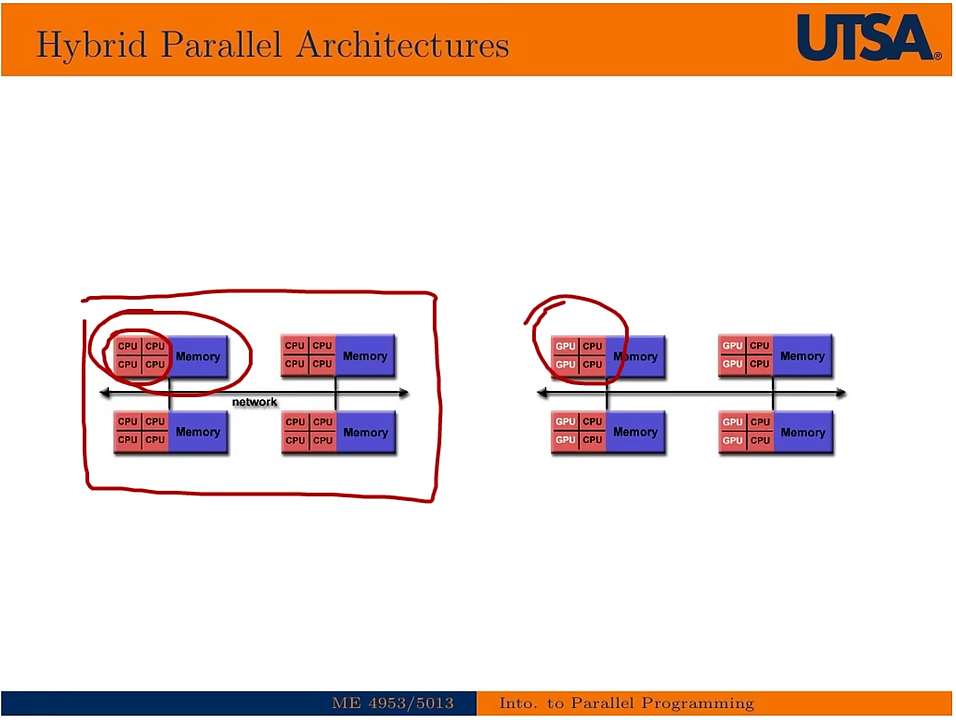 Hybrid Parallel Architectures
UTSA®
CPU CPU
CPU CPU
Memory
CPU CPU
CPU CPU
Memory
network
CPU CPU
CPU CPU
Memory
CPU CPU
CPU CPU
Memory
GPU CPU
GPU CPU
Memory
GPU CPU
GPU CPU
Memory
GPU CPU
GPU CPU
Memory
GPU CPU
GPU CPU
Memory
ME 4953/5013
Into. to Parallel Programming